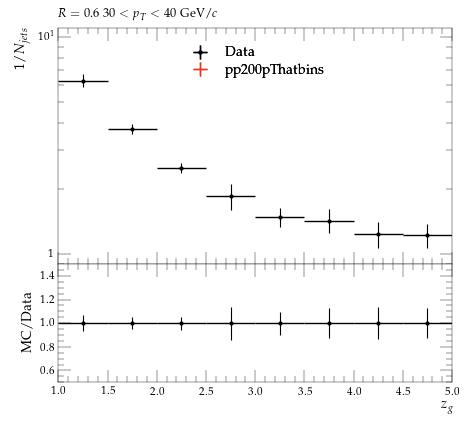 R = 0.6 30 < p_T < 40 GeV/c
1/N_jets
10^1
1
Data
pp200pThatbins
MC/Data
1.4
1.2
1.0
0.8
0.6
1.0 1.5 2.0 2.5 3.0 3.5 4.0 4.5 5.0
z_g